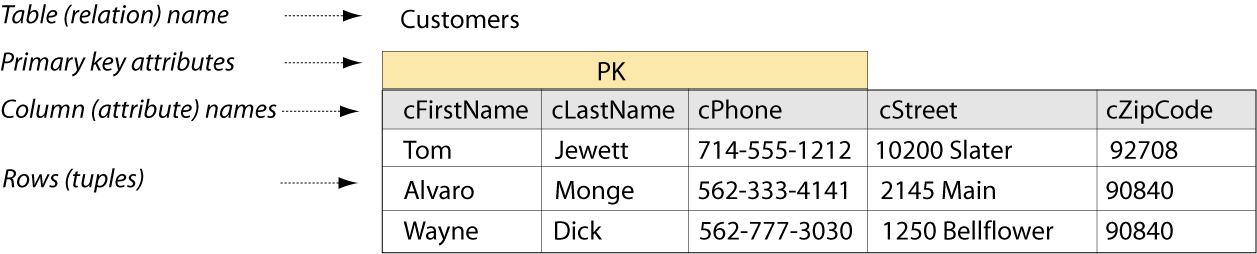 Table (relation) name Customers
Primary key attributes PK
Column (attribute) names cFirstName cLastName cPhone cStreet cZipCode
Tom Jewett 714-555-1212 10200 Slater 92708
Rows (tuples) Alvaro Monge 562-333-4141 2145 Main 90840
Wayne Dick 562-777-3030 1250 Bellflower 90840